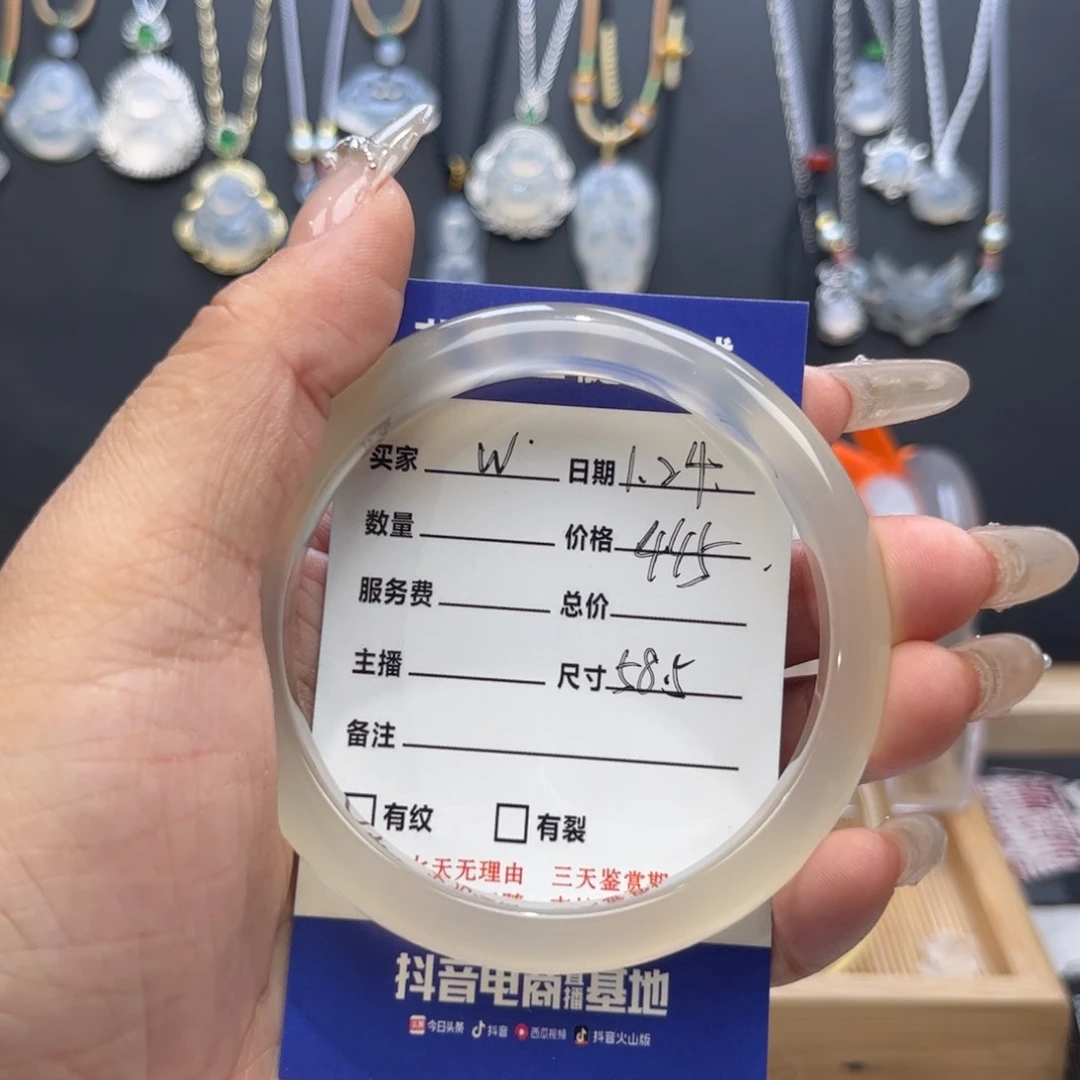 买家 W 日期 1.24.
数量 价格 445
服务费 总价
主播 尺寸 58.5
备注
□有纹 □有裂
天无理由 三天鉴赏期
抖音电商直播基地
今日头条 抖音 西瓜视频 抖音火山版